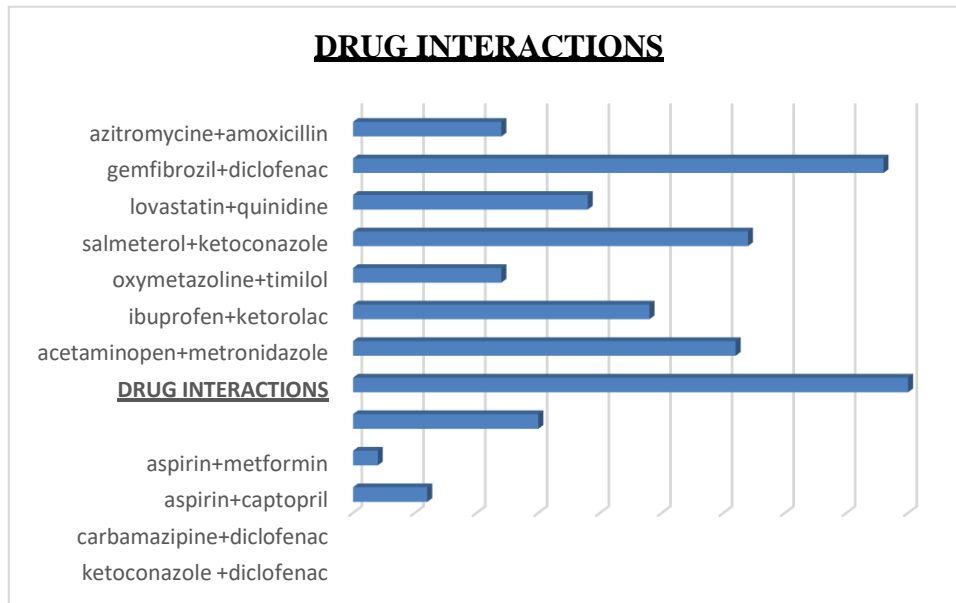 DRUG INTERACTIONS
azitromycine+amoxicillin
gemfibrozil+diclofenac
lovastatin+quinidine
salmeterol+ketoconazole
oxymetazoline+timilol
ibuprofen+ketorolac
acetaminopen+metronidazole
DRUG INTERACTIONS
aspirin+metformin
aspirin+captopril
carbamazipine+diclofenac
ketoconazole +diclofenac